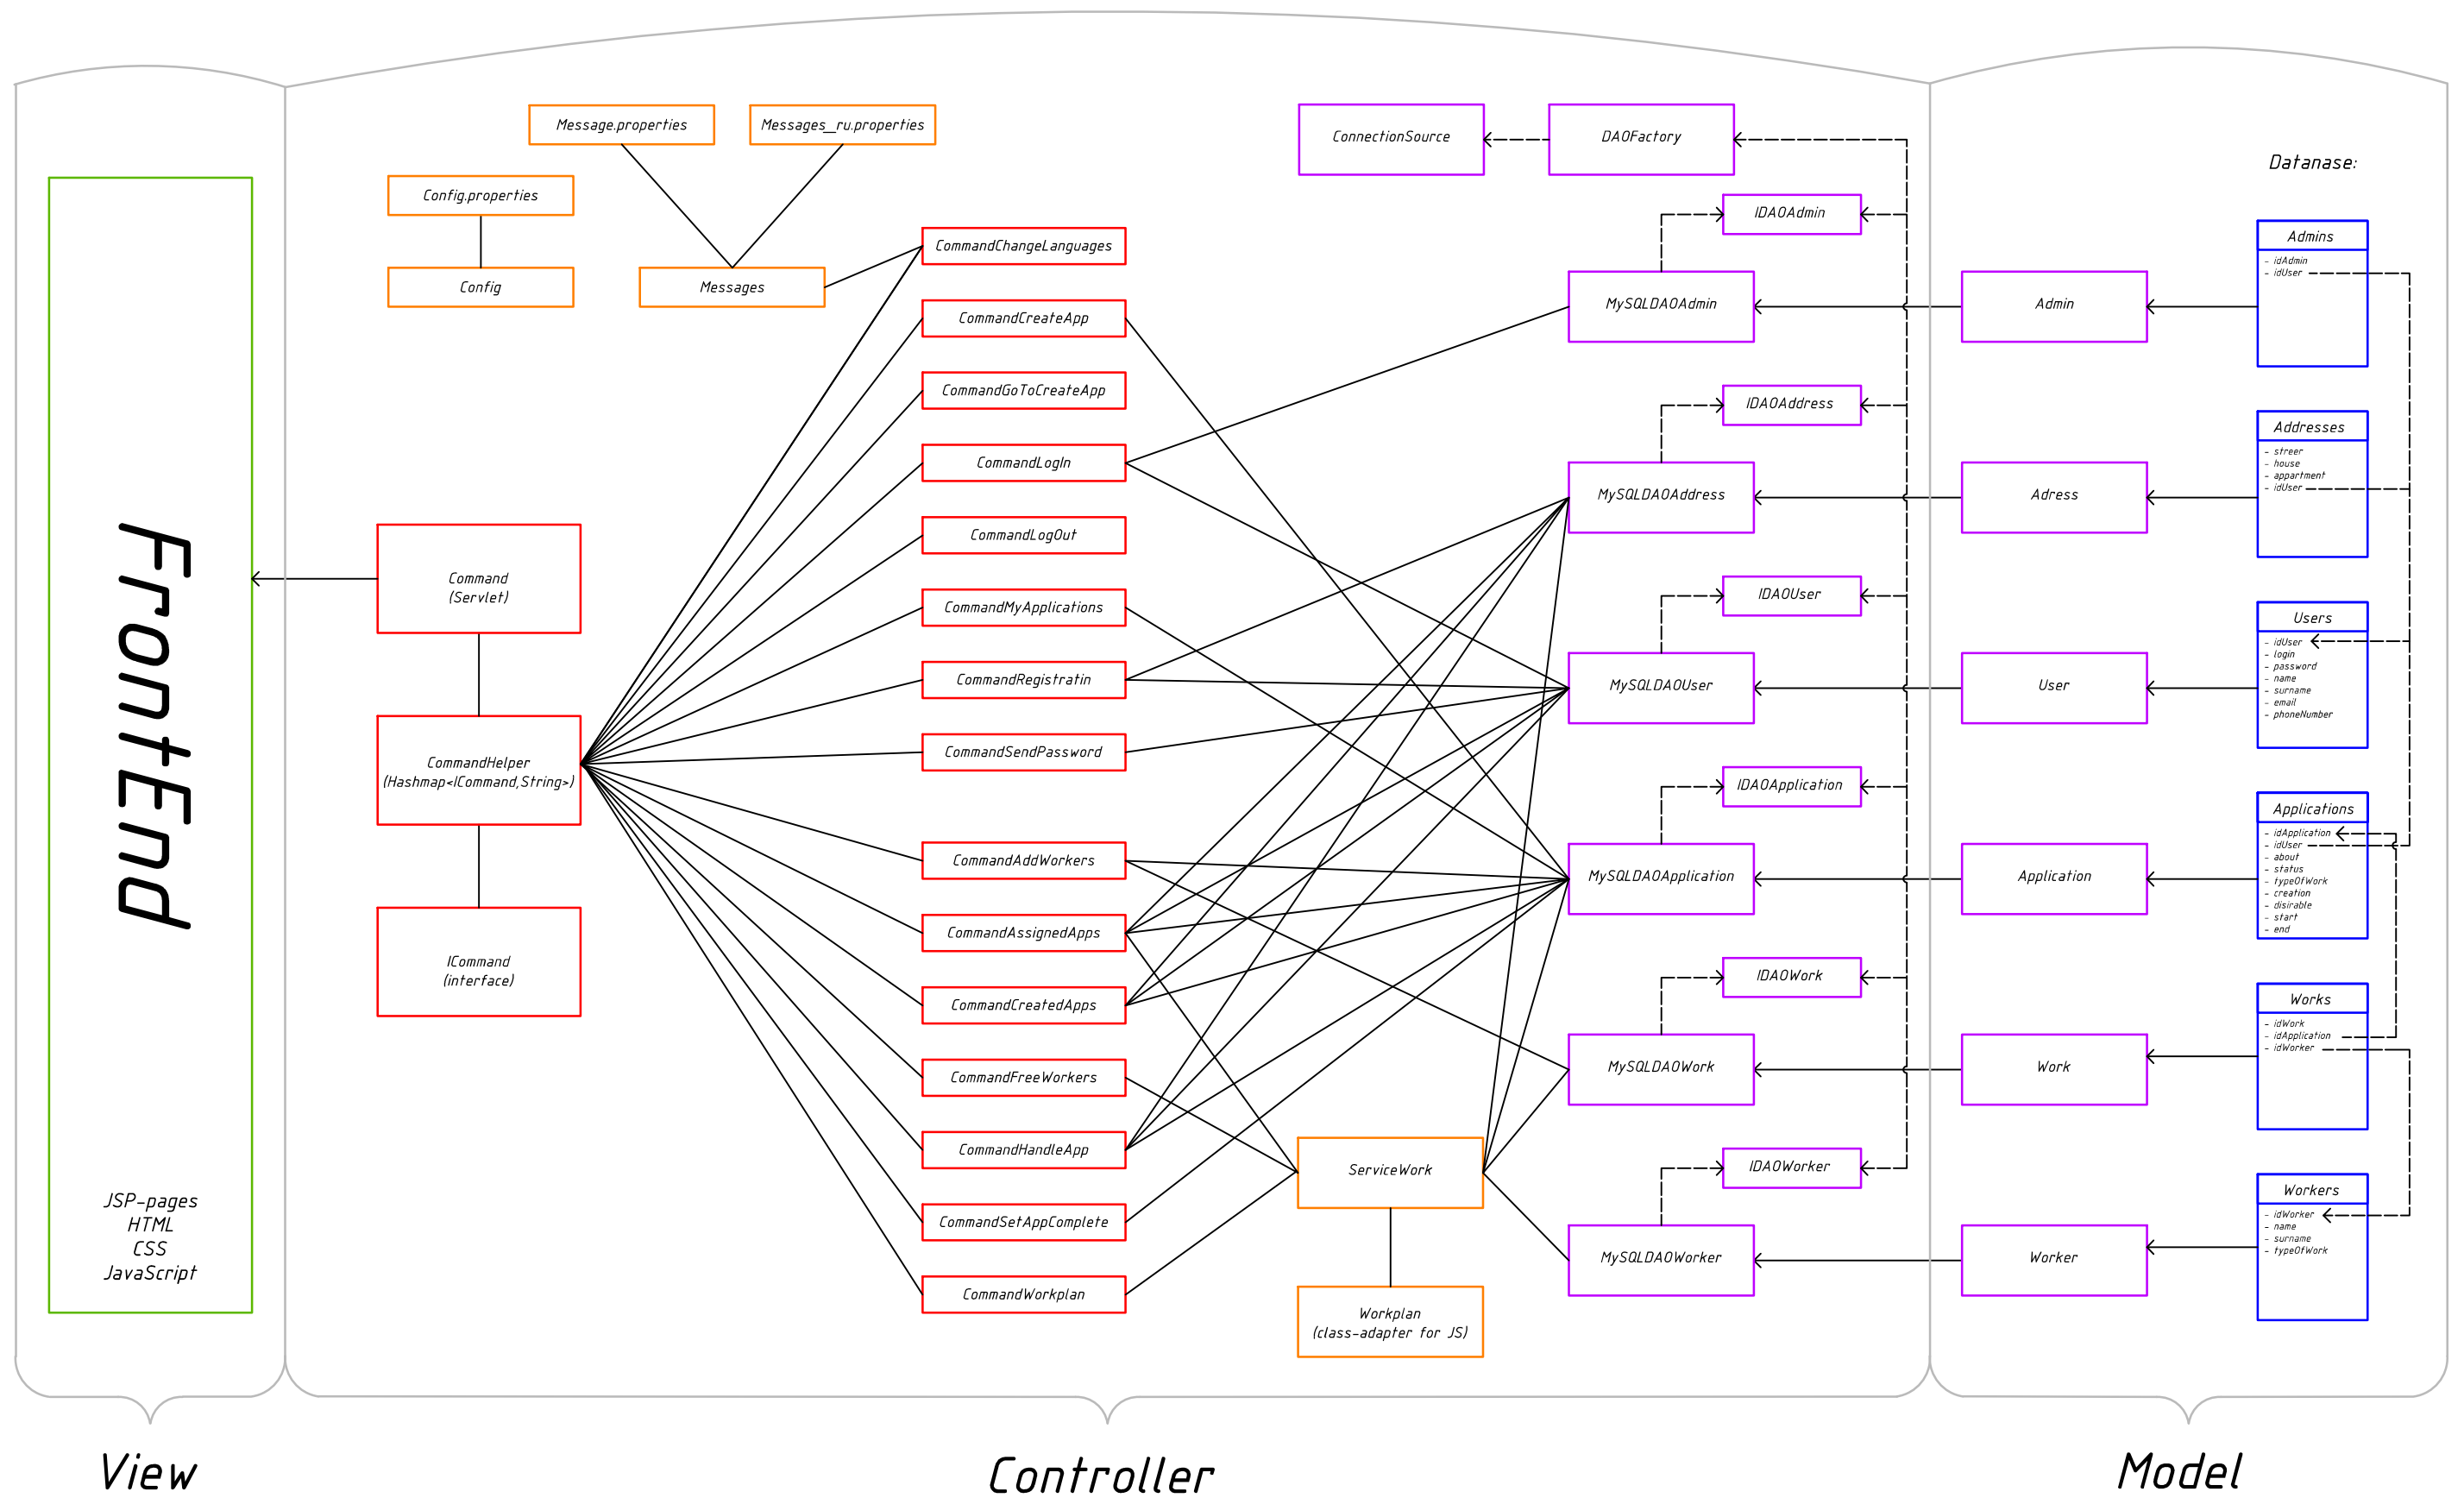 FrontEnd
JSP-pages
HTML
CSS
JavaScript
View
Message.properties
Messages_ru.properties
Config.properties
Config
Messages
Command
(Servlet)
CommandHelper
(Hashmap<ICommand,String>)
ICommand
(interface)
CommandChangeLanguages
CommandCreateApp
CommandGoToCreateApp
CommandLogIn
CommandLogOut
CommandMyApplications
CommandRegistratin
CommandSendPassword
CommandAddWorkers
CommandAssignedApps
CommandCreatedApps
CommandFreeWorkers
CommandHandleApp
CommandSetAppComplete
CommandWorkplan
ServiceWork
Workplan
(class-adapter for JS)
ConnectionSource
DAOFactory
IDAOAdmin
MySQLDAOAdmin
IDAOAddress
MySQLDAOAddress
IDAOUser
MySQLDAOUser
IDAOApplication
MySQLDAOApplication
IDAOWork
MySQLDAOWork
IDAOWorker
MySQLDAOWorker
Controller
Admin
Adress
User
Application
Work
Worker
Datanase:
Admins
- idAdmin
- idUser
Addresses
- streer
- house
- appartment
- idUser
Users
- idUser
- login
- password
- name
- surname
- email
- phoneNumber
Applications
- idApplication
- idUser
- about
- status
- typeOfWork
- creation
- disirable
- start
- end
Works
- idWork
- idApplication
- idWorker
Workers
- idWorker
- name
- surname
- typeOfWork
Model